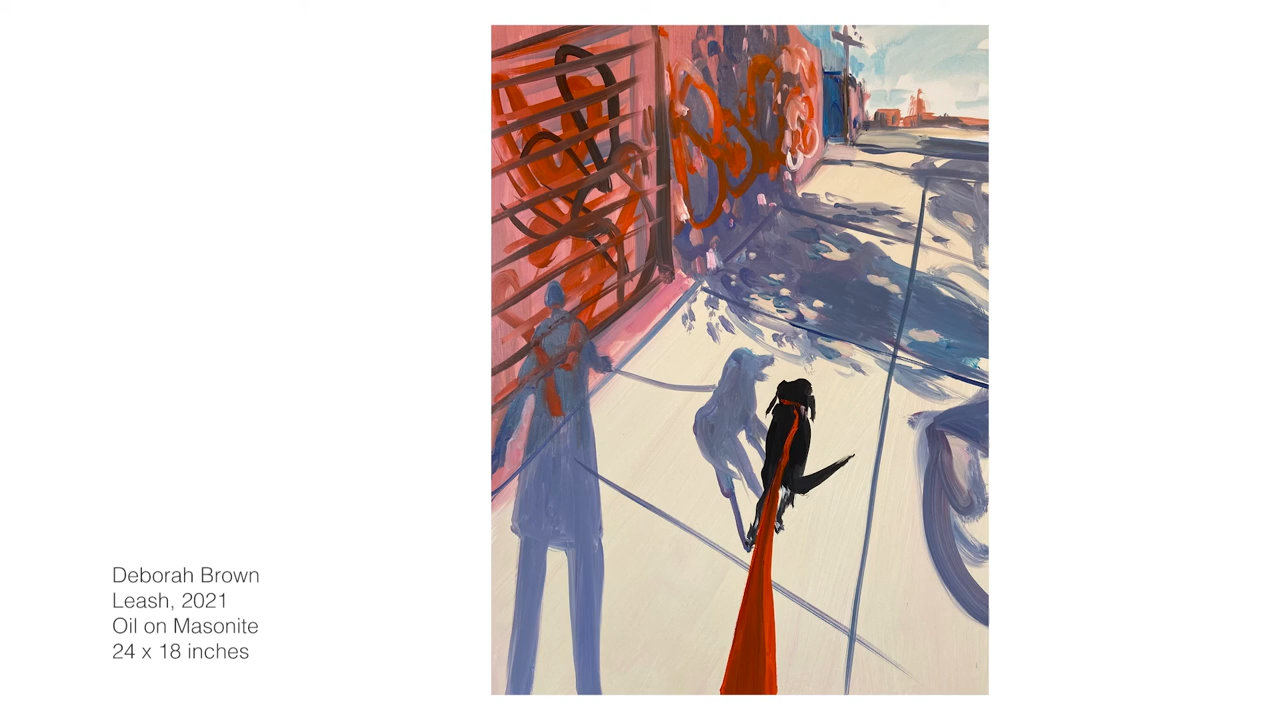 Deborah Brown
Leash, 2021
Oil on Masonite
24 x 18 inches